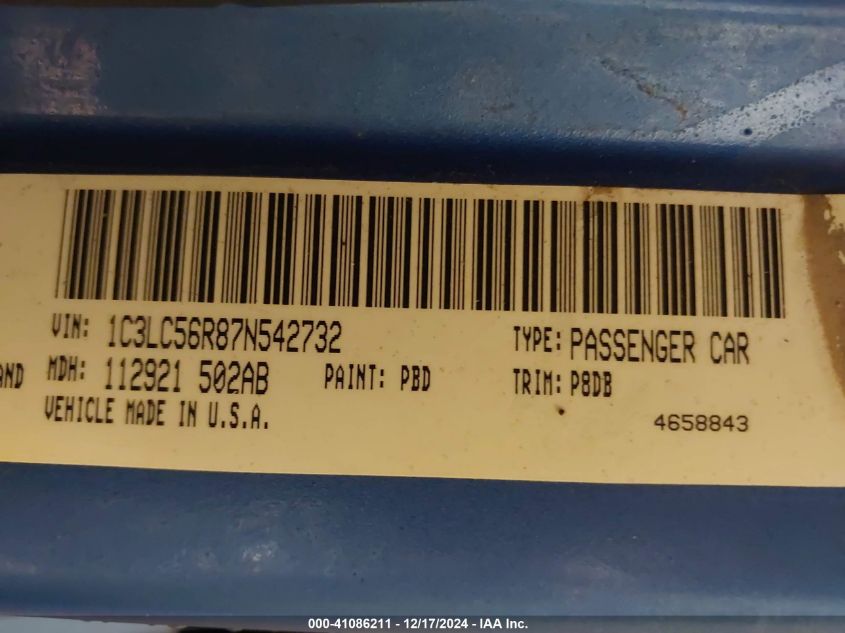 VIN: 1C3LC56R87N542732 TYPE: PASSENGER CAR
AND MDH: 112921 502AB PAINT: PBD TRIM: P8DB
VEHICLE MADE IN U.S.A. 4658843
000-41086211 - 12/17/2024 - IAA Inc.